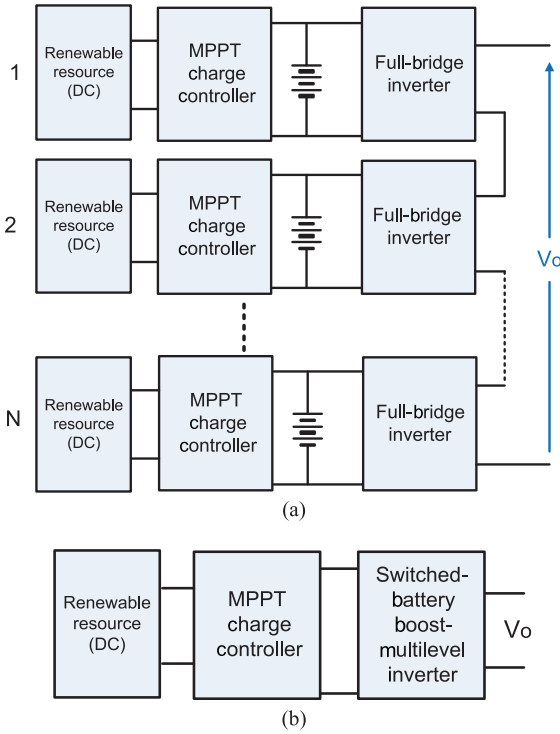 1
Renewable
resource
(DC)
MPPT
charge
controller
Full-bridge
inverter
2
Renewable
resource
(DC)
MPPT
charge
controller
Full-bridge
inverter
Vo
N
Renewable
resource
(DC)
MPPT
charge
controller
Full-bridge
inverter
(a)
Renewable
resource
(DC)
MPPT
charge
controller
Switched-
battery
boost-
multilevel
inverter
Vo
(b)